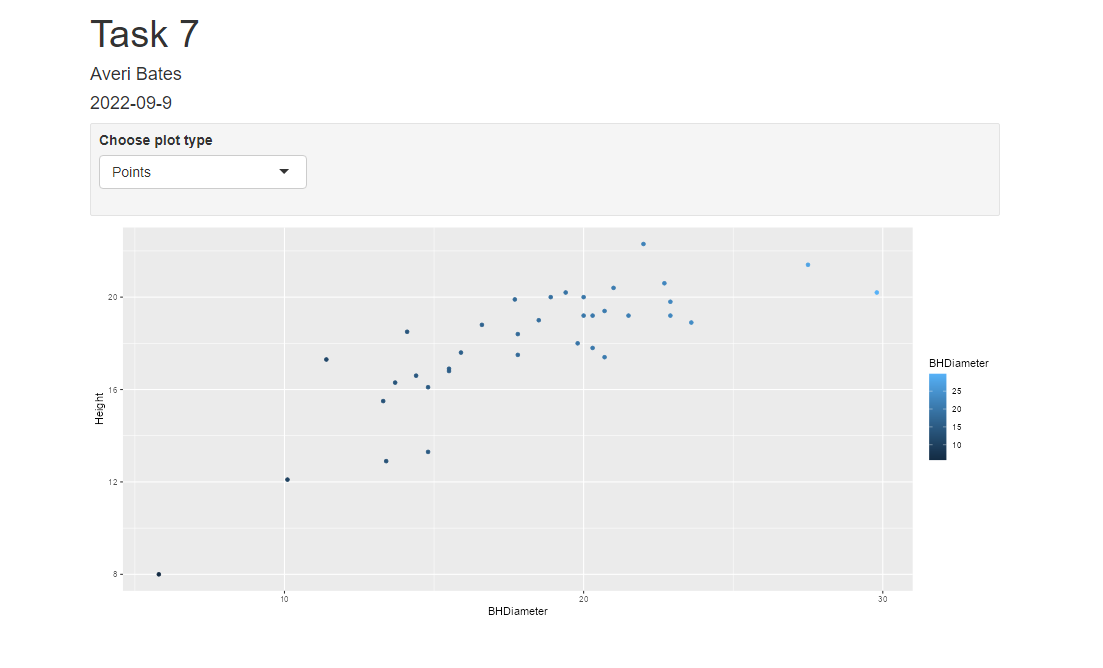 Task 7
Averi Bates
2022-09-9
Choose plot type
Points
20
16
12
8
Height
10
20
30
BHDiameter
BHDiameter
25
20
15
10